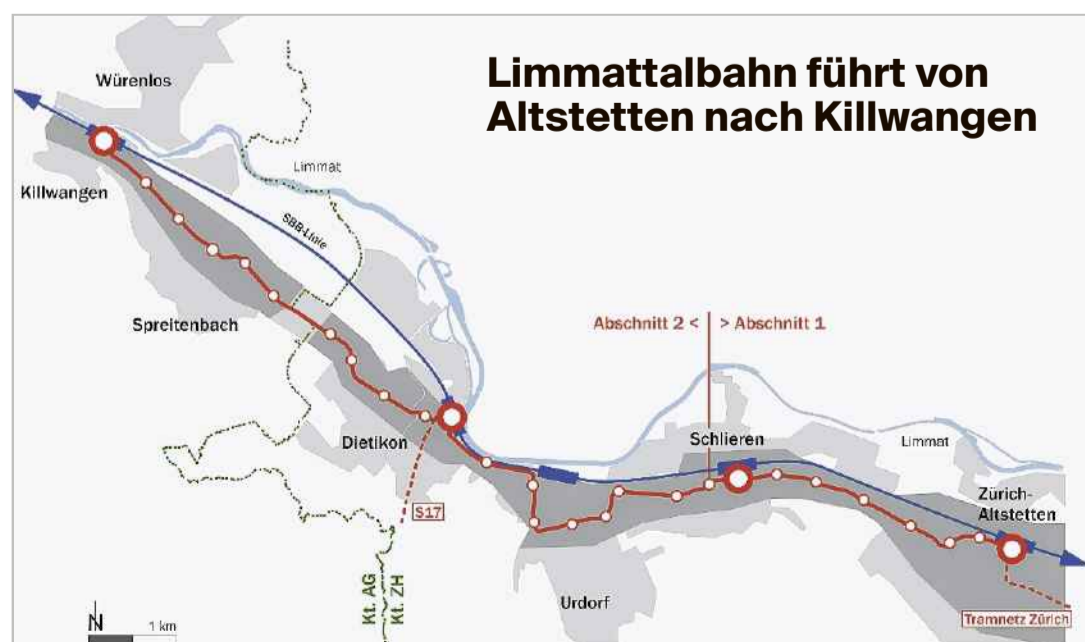 Limmattalbahn führt von
Altstetten nach Killwangen
Würenlos
Killwangen
Limmat
SBB-Linie
Spreitenbach
Abschnitt 2 < > Abschnitt 1
Dietikon
Schlieren
Limmat
Zürich-
Altstetten
S17
Kt. AG
Kt. ZH
Urdorf
Tramnetz Zürich
N
1 km